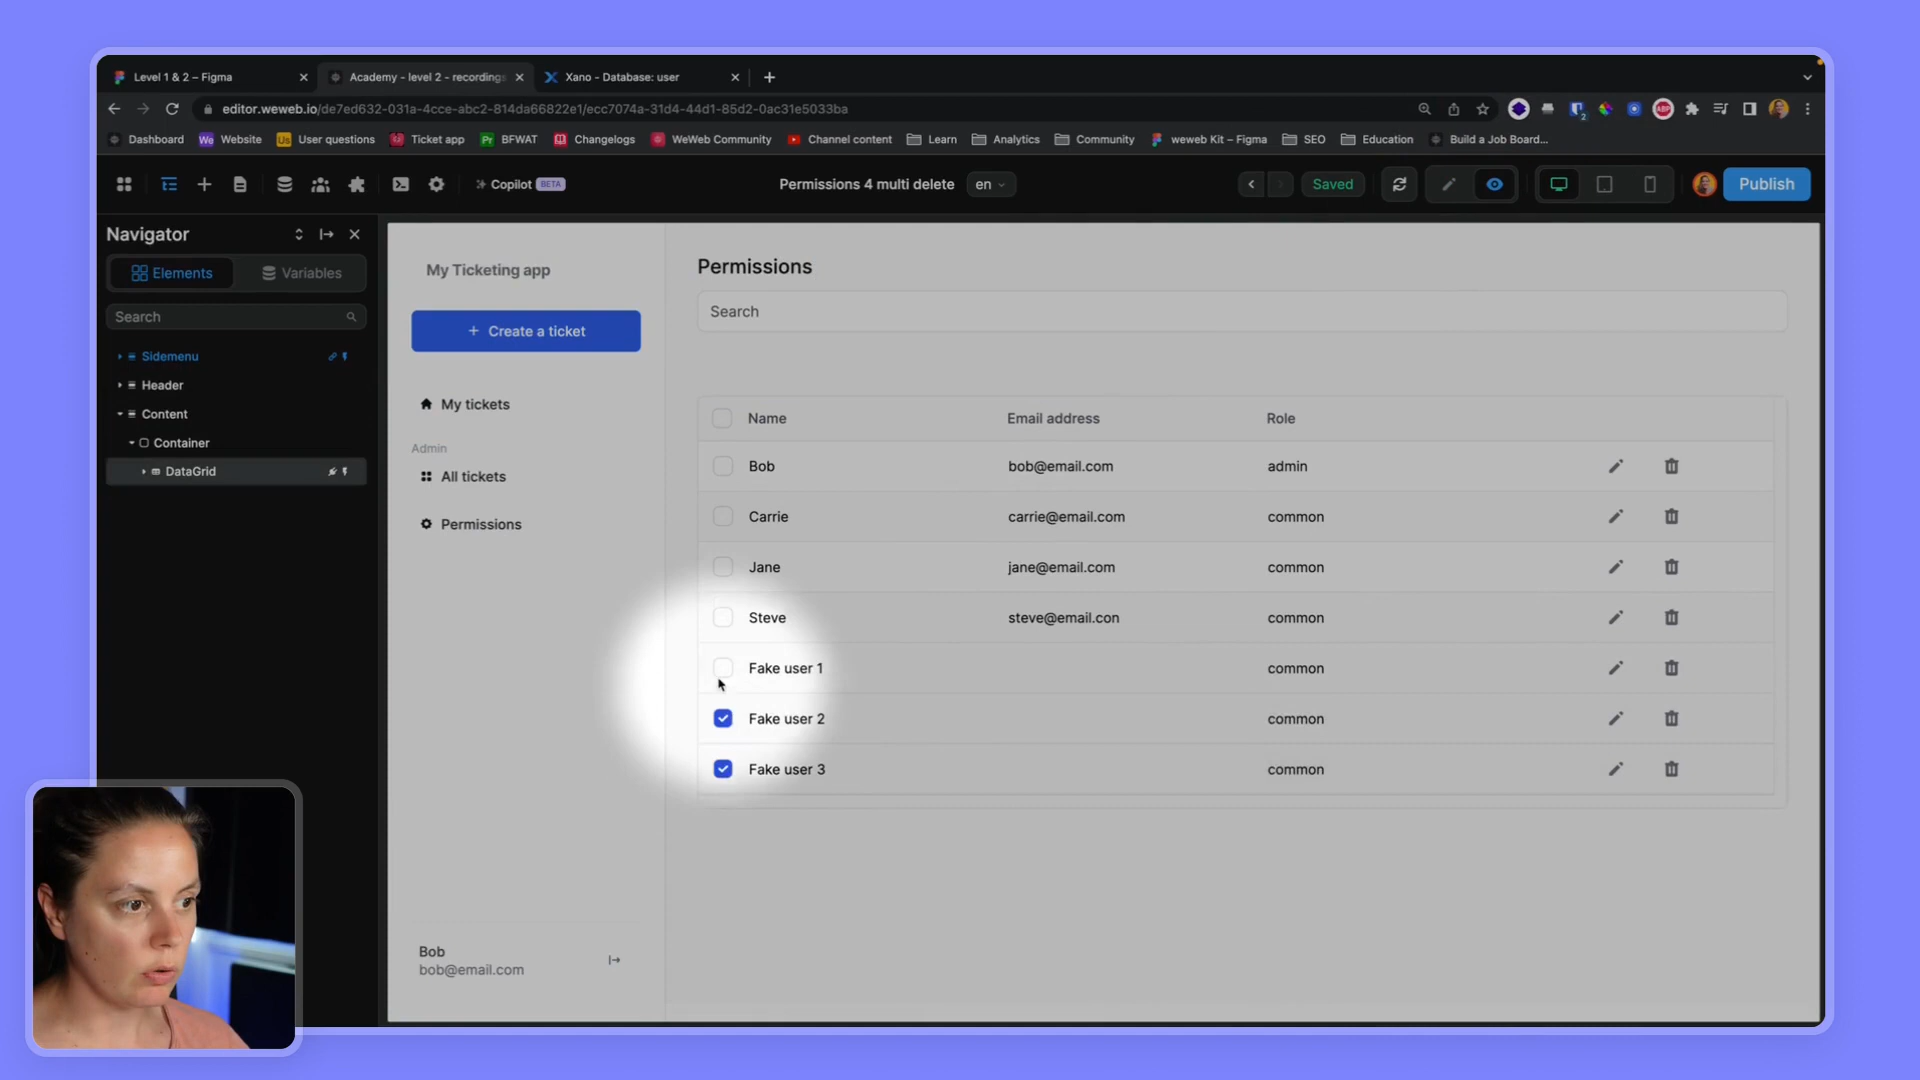 Level 1 & 2 – Figma
Academy - level 2 - recordings
Xano - Database: user
editor.weweb.io/de7ed632-031a-4cce-abc2-814da66822e1/ecc7074a-31d4-44d1-85d2-0ac31e5033ba
Dashboard
We Website
Us User questions
Ticket app
Pr BFWAT
Changelogs
WeWeb Community
Channel content
Learn
Analytics
Community
weweb Kit – Figma
SEO
Education
Build a Job Board...
Copilot BETA
Permissions 4 multi delete
en
Saved
Publish
Navigator
Elements
Variables
Search
Sidemenu
Header
Content
Container
DataGrid
My Ticketing app
+ Create a ticket
My tickets
Admin
All tickets
Permissions
Bob
bob@email.com
Permissions
Search
Name Email address Role
Bob bob@email.com admin
Carrie carrie@email.com common
Jane jane@email.com common
Steve steve@email.con common
Fake user 1 common
Fake user 2 common
Fake user 3 common